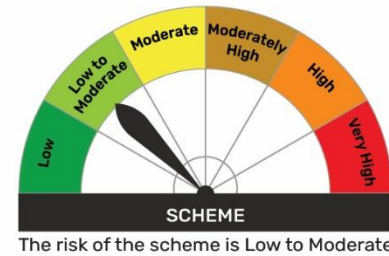 Low
Low to
Moderate
Moderate
Moderately
High
High
Very High
SCHEME
The risk of the scheme is Low to Moderate